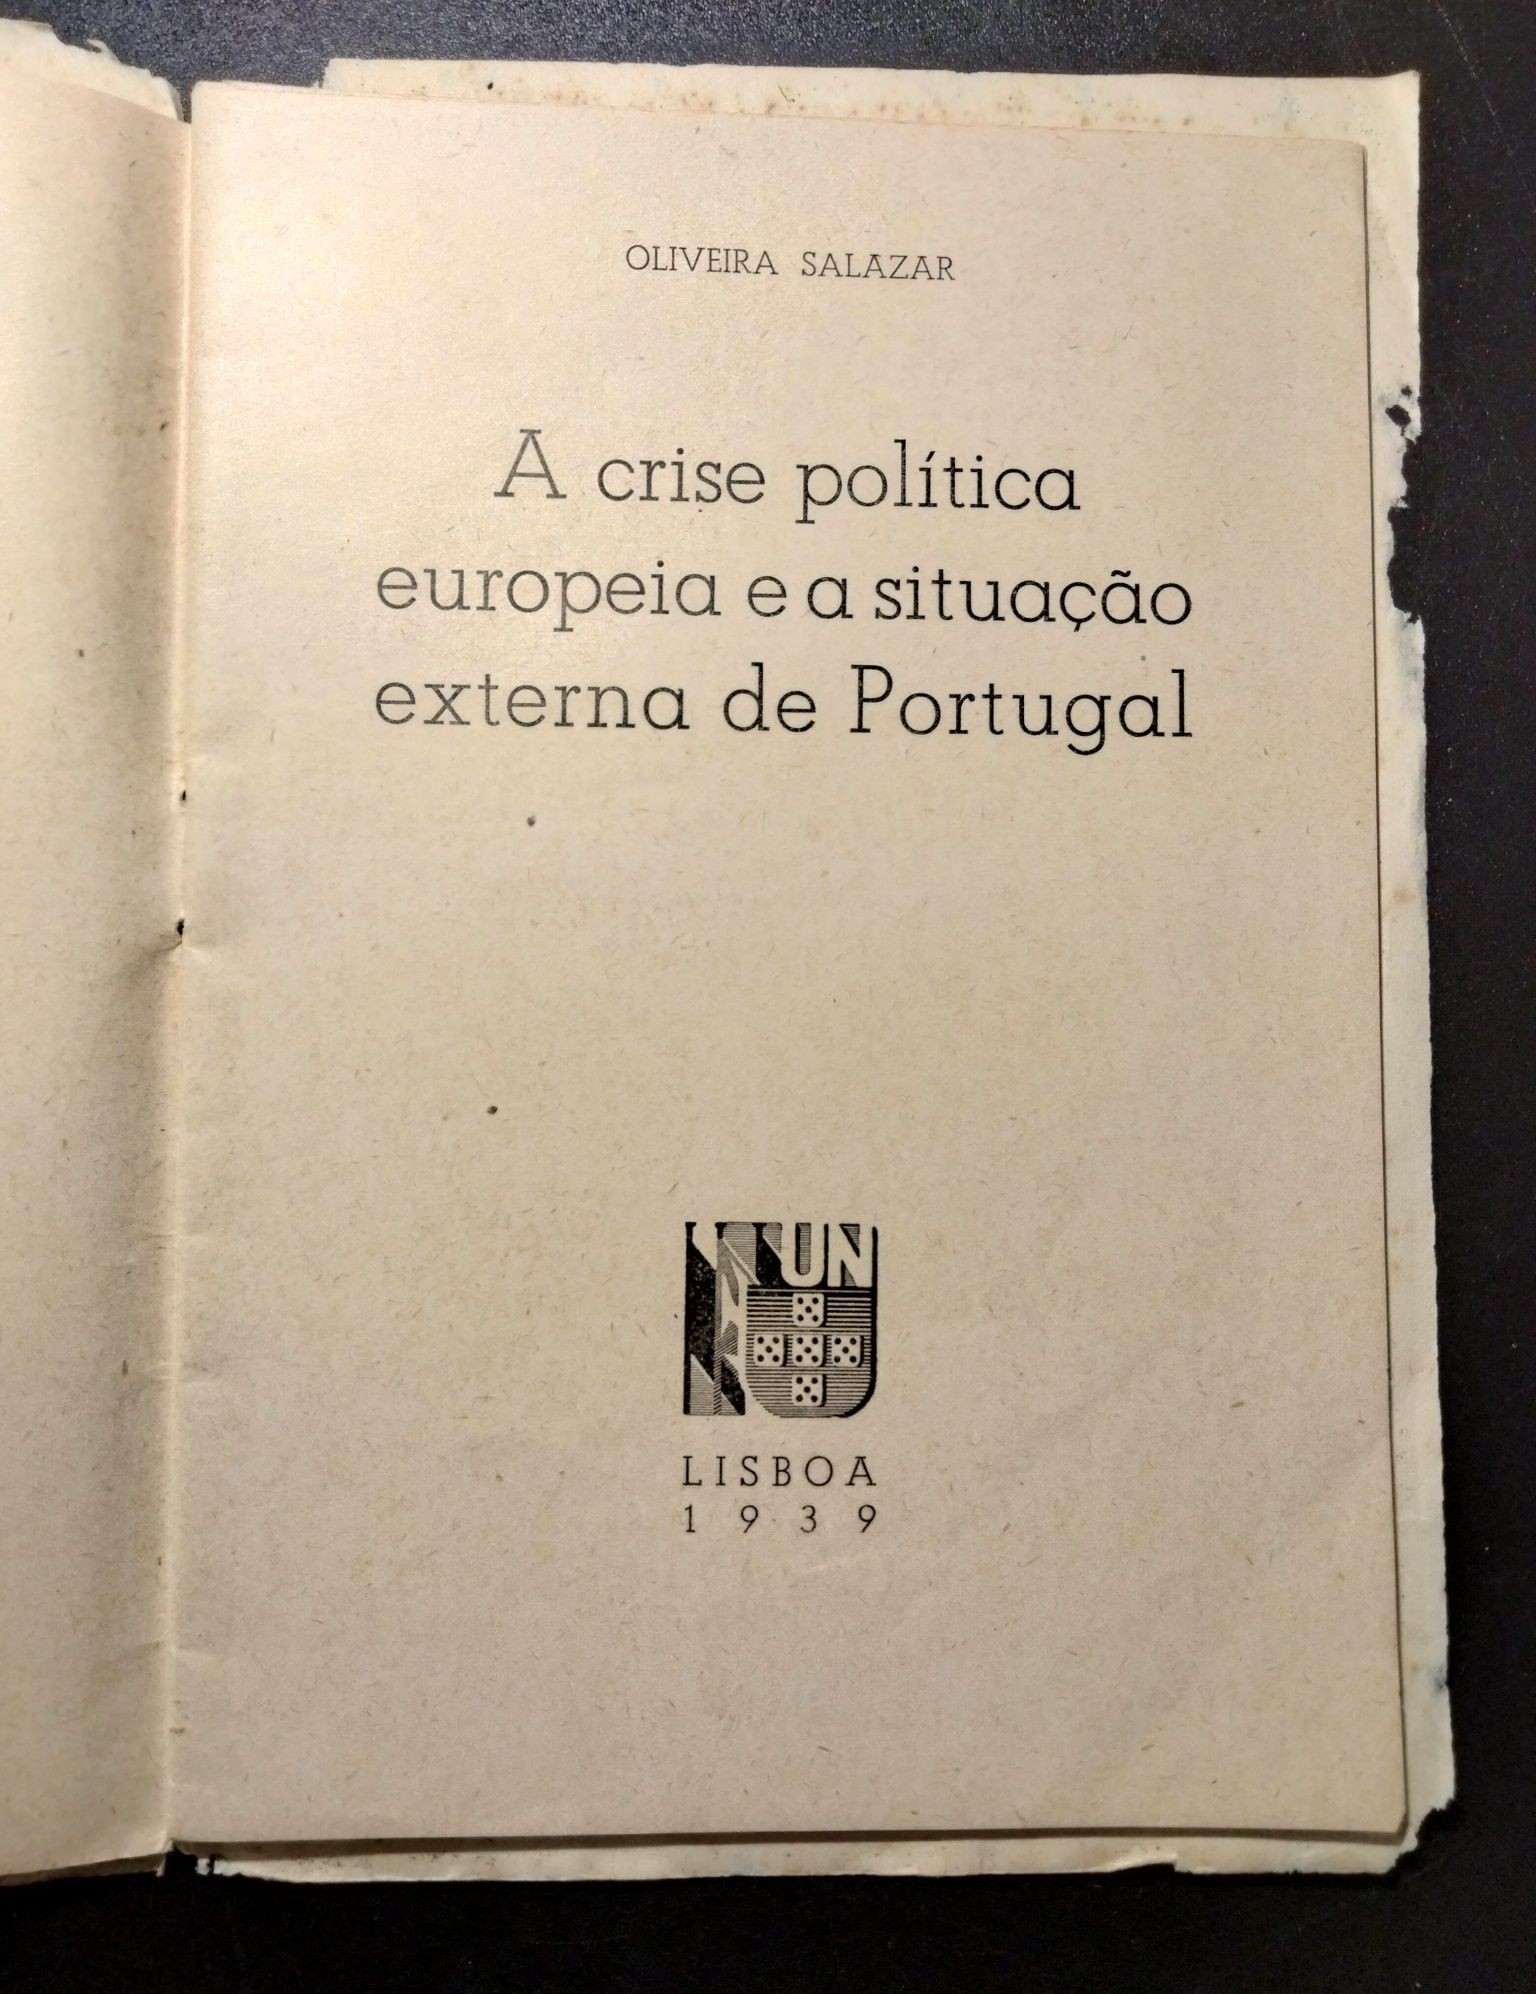 OLIVEIRA SALAZAR
A crise política
europeia e a situação
externa de Portugal
UN
LISBOA
1939